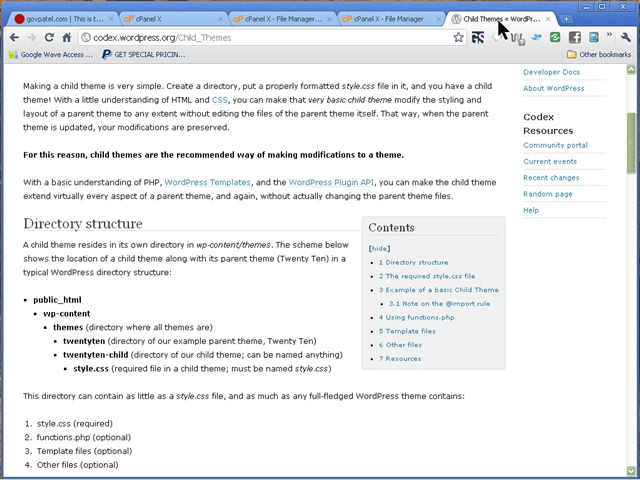 govpatel.com | This is t...
cPanel X
cPanel X - File Manager...
cPanel X - File Manager
Child Themes « WordPr...
codex.wordpress.org/Child_Themes
Google Wave Access ...
GET SPECIAL PRICIN...
Other bookmarks
Making a child theme is very simple. Create a directory, put a properly formatted style.css file in it, and you have a child
theme! With a little understanding of HTML and CSS, you can make that very basic child theme modify the styling and
layout of a parent theme to any extent without editing the files of the parent theme itself. That way, when the parent
theme is updated, your modifications are preserved.
For this reason, child themes are the recommended way of making modifications to a theme.
With a basic understanding of PHP, WordPress Templates, and the WordPress Plugin API, you can make the child theme
extend virtually every aspect of a parent theme, and again, without actually changing the parent theme files.
Directory structure
A child theme resides in its own directory in wp-content/themes. The scheme below
shows the location of a child theme along with its parent theme (Twenty Ten) in a
typical WordPress directory structure:
public_html
wp-content
themes (directory where all themes are)
twentyten (directory of our example parent theme, Twenty Ten)
twentyten-child (directory of our child theme; can be named anything)
style.css (required file in a child theme; must be named style.css)
This directory can contain as little as a style.css file, and as much as any full-fledged WordPress theme contains:
1. style.css (required)
2. functions.php (optional)
3. Template files (optional)
4. Other files (optional)
Contents
[hide]
1 Directory structure
2 The required style.css file
3 Example of a basic Child Theme
3.1 Note on the @import rule
4 Using functions.php
5 Template files
6 Other files
7 Resources
Developer Docs
About WordPress
Codex
Resources
Community portal
Current events
Recent changes
Random page
Help